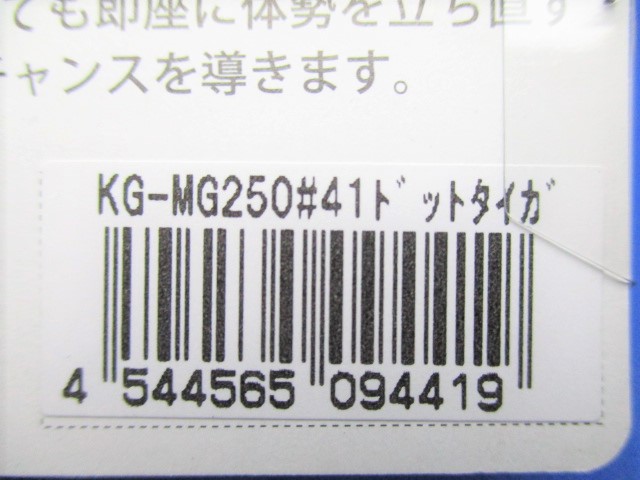 ても即座に体勢を立ち直す
チャンスを導きます。
KG-MG250#41ﾄﾞｯﾄﾀｲｶﾞ
4 544565 094419